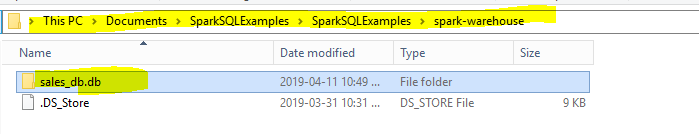 This PC > Documents > SparkSQLExamples > SparkSQLExamples > spark-warehouse
Name Date modified Type Size
sales_db.db 2019-04-11 10:49 ... File folder
.DS_Store 2019-03-31 10:31 ... DS_STORE File 9 KB